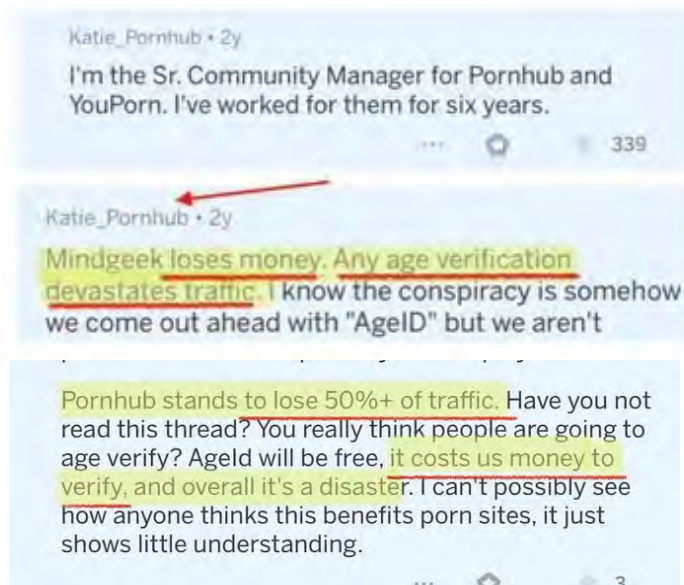 Katie_Pornhub • 2y
I'm the Sr. Community Manager for Pornhub and
YouPorn. I've worked for them for six years.
... 339
Katie_Pornhub • 2y
Mindgeek loses money. Any age verification
devastates traffic. I know the conspiracy is somehow
we come out ahead with "AgeID" but we aren't
Pornhub stands to lose 50%+ of traffic. Have you not
read this thread? You really think people are going to
age verify? AgeId will be free, it costs us money to
verify, and overall it's a disaster. I can't possibly see
how anyone thinks this benefits porn sites, it just
shows little understanding.
... 3